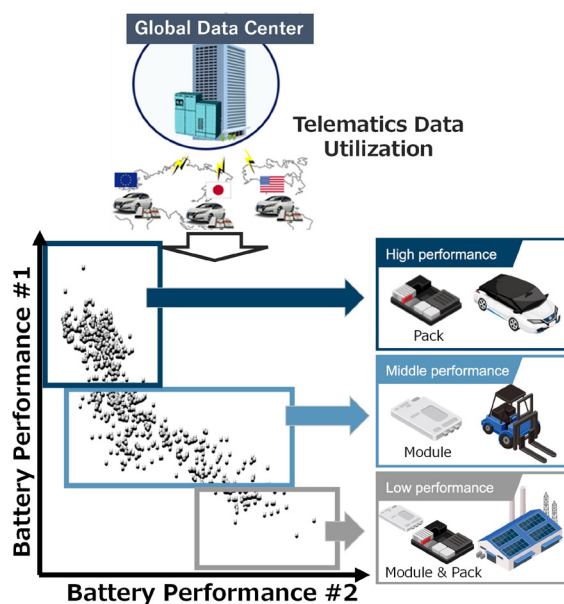 Global Data Center
Telematics Data
Utilization
Battery Performance #1
High performance
Pack
Middle performance
Module
Low performance
Module & Pack
Battery Performance #2